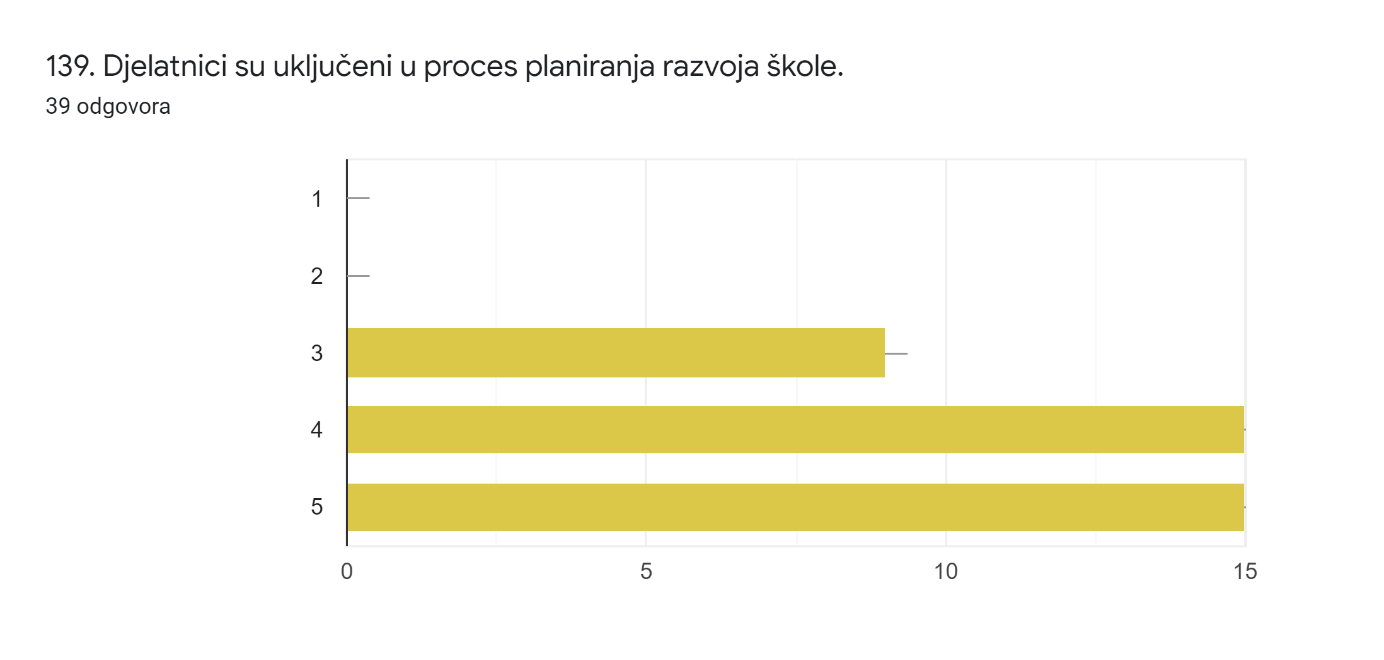 139. Djelatnici su uključeni u proces planiranja razvoja škole.
39 odgovora
1
2
3
4
5
0 5 10 15